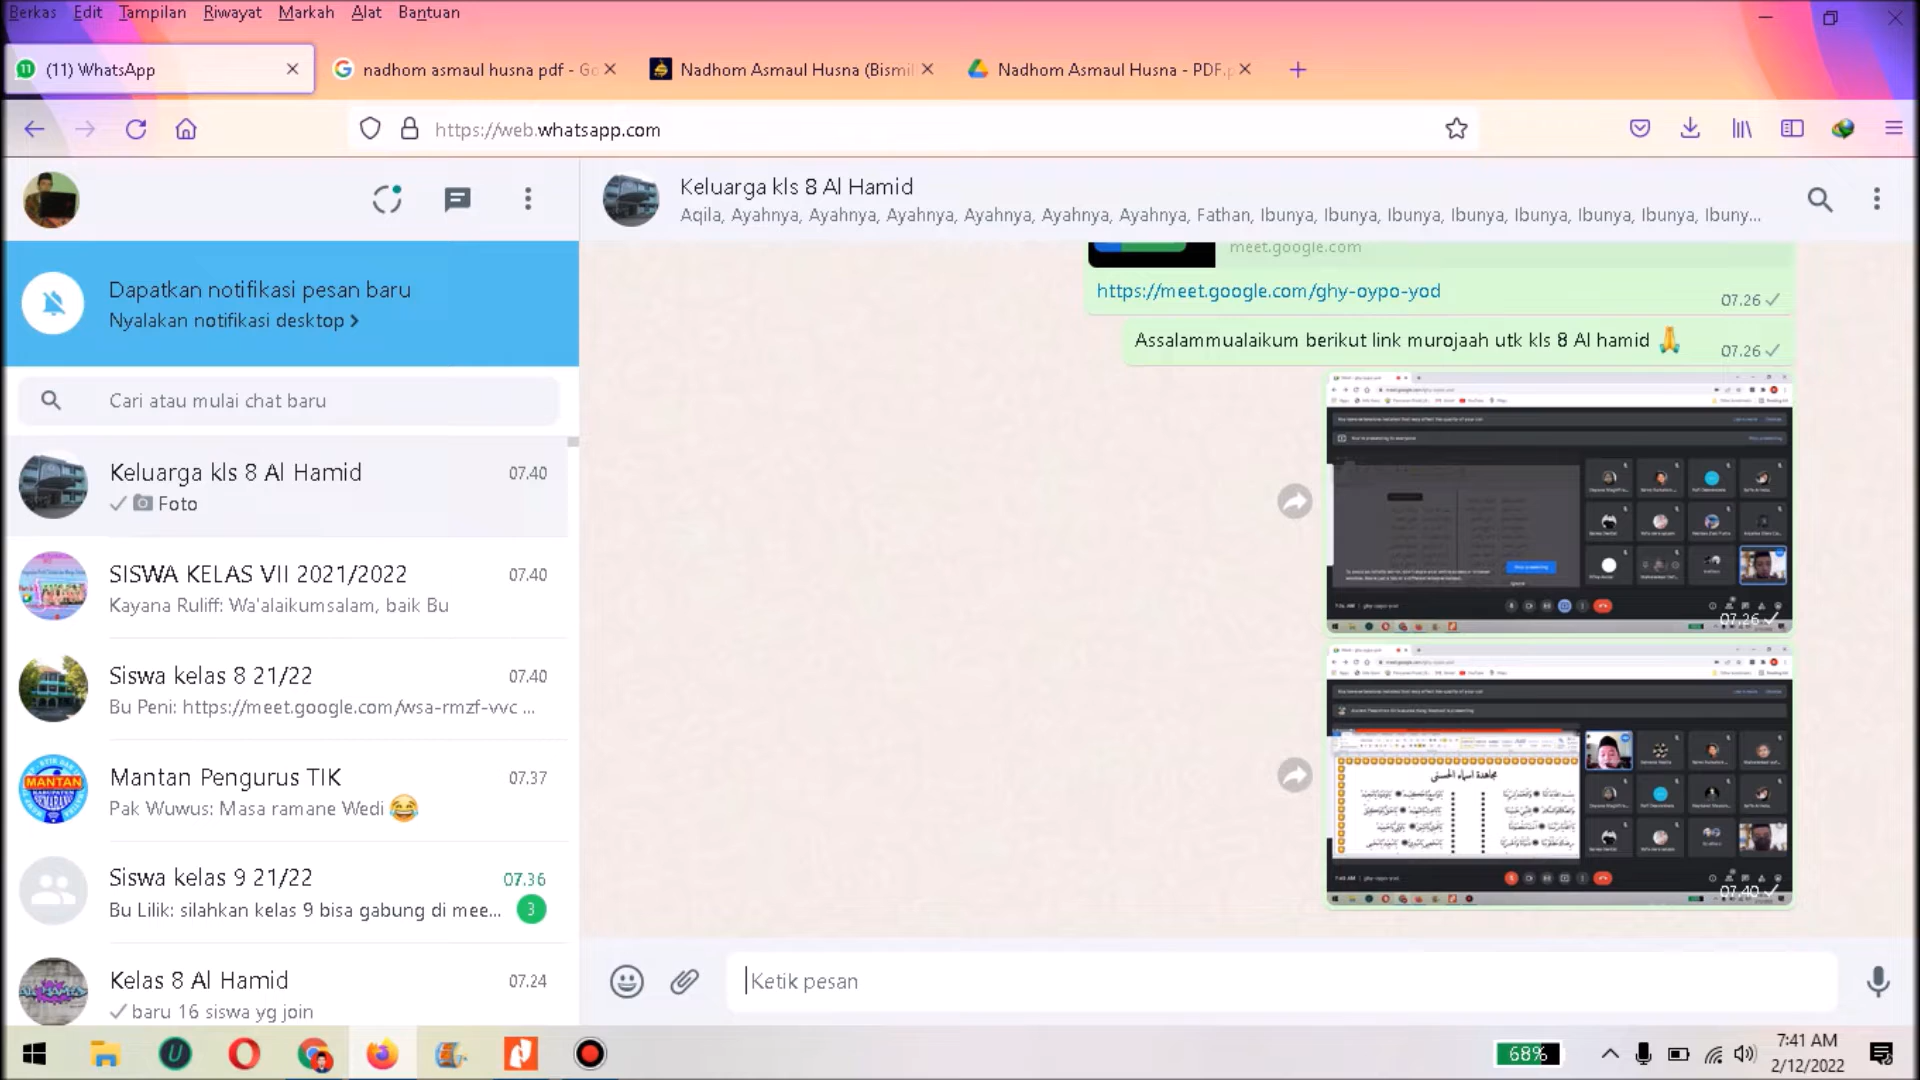 Berkas Edit Tampilan Riwayat Markah Alat Bantuan
(11) WhatsApp
nadhom asmaul husna pdf - Go
Nadhom Asmaul Husna (Bismil
Nadhom Asmaul Husna - PDF.p
https://web.whatsapp.com
Keluarga kls 8 Al Hamid
Aqila, Ayahnya, Ayahnya, Ayahnya, Ayahnya, Ayahnya, Ayahnya, Fathan, Ibunya, Ibunya, Ibunya, Ibunya, Ibunya, Ibunya, Ibunya, Ibuny...
Dapatkan notifikasi pesan baru
Nyalakan notifikasi desktop >
Cari atau mulai chat baru
Keluarga kls 8 Al Hamid 07.40
Foto
SISWA KELAS VII 2021/2022 07.40
Kayana Ruliff: Wa'alaikumsalam, baik Bu
Siswa kelas 8 21/22 07.40
Bu Peni: https://meet.google.com/wsa-rmzf-vvc ...
Mantan Pengurus TIK 07.37
Pak Wuwus: Masa ramane Wedi 😂
Siswa kelas 9 21/22 07.36
Bu Lilik: silahkan kelas 9 bisa gabung di mee... 3
Kelas 8 Al Hamid 07.24
baru 16 siswa yg join
meet.google.com
https://meet.google.com/ghy-oypo-yod 07.26
Assalammualaikum berikut link murojaah utk kls 8 Al hamid 🙏 07.26
07.26
مجاهدة اسماء الحسنى
07.40
Ketik pesan
68%
7:41 AM
2/12/2022
MANTAN